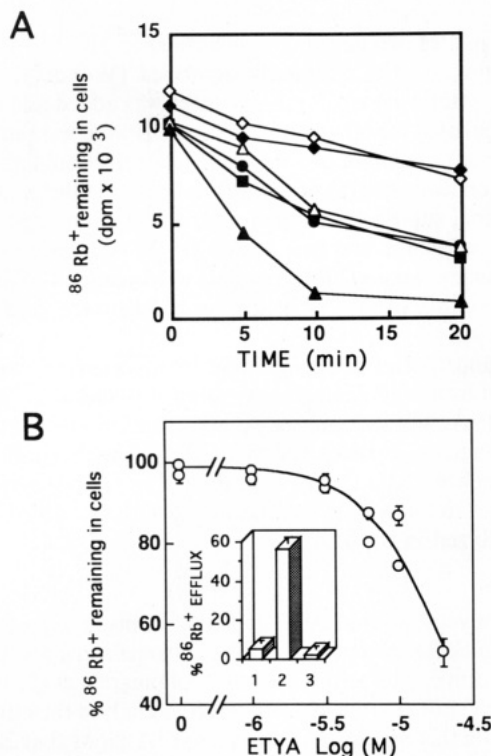 A
15
10
5
0
86 Rb+ remaining in cells
(dpm x 10 3)
0 5 10 20
TIME (min)
B
100
80
60
40
% 86 Rb+ remaining in cells
60
40
20
0
% 86Rb+ EFFLUX
1 2 3
0 -6 -5.5 -5 -4.5
ETYA Log (M)